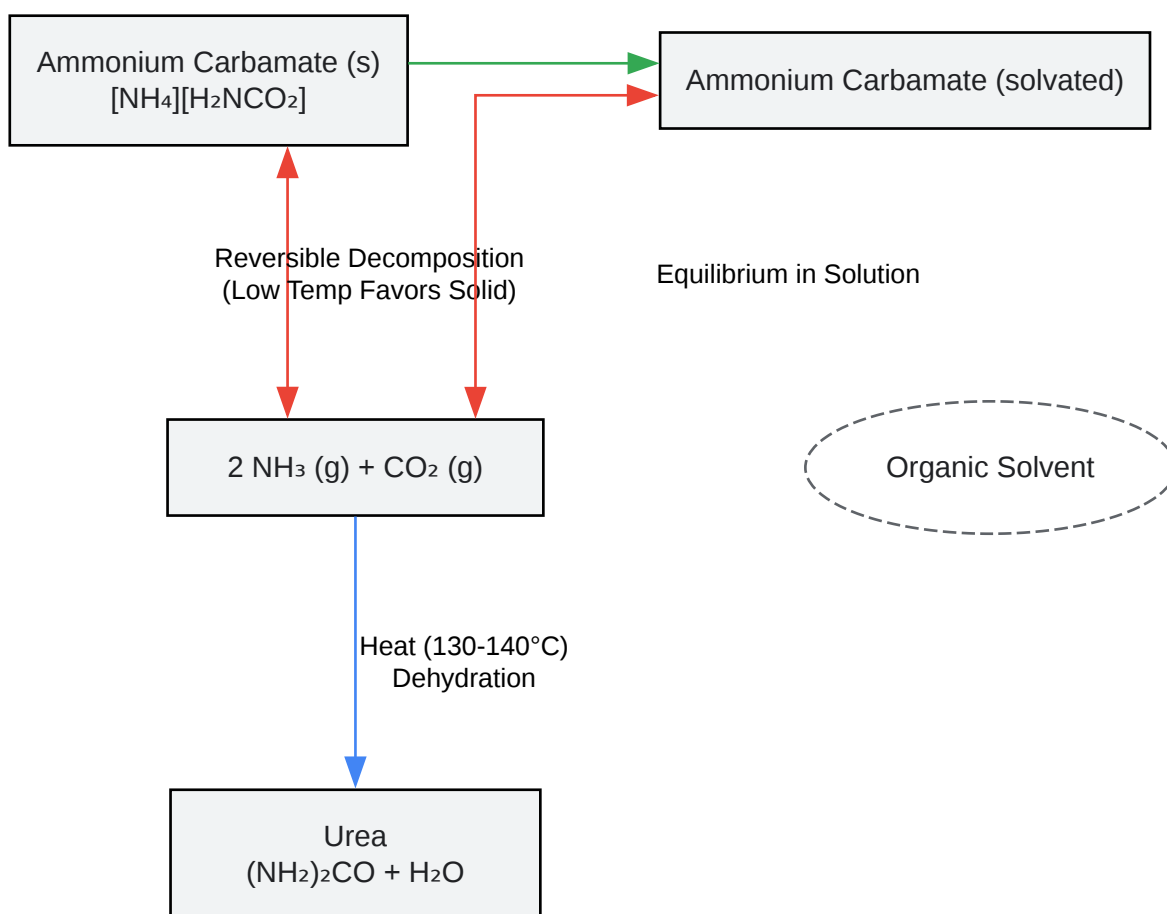 Ammonium Carbamate (s)
[NH₄][H₂NCO₂]
Ammonium Carbamate (solvated)
Reversible Decomposition
(Low Temp Favors Solid)
Equilibrium in Solution
2 NH₃ (g) + CO₂ (g)
Organic Solvent
Heat (130-140°C)
Dehydration
Urea
(NH₂)₂CO + H₂O